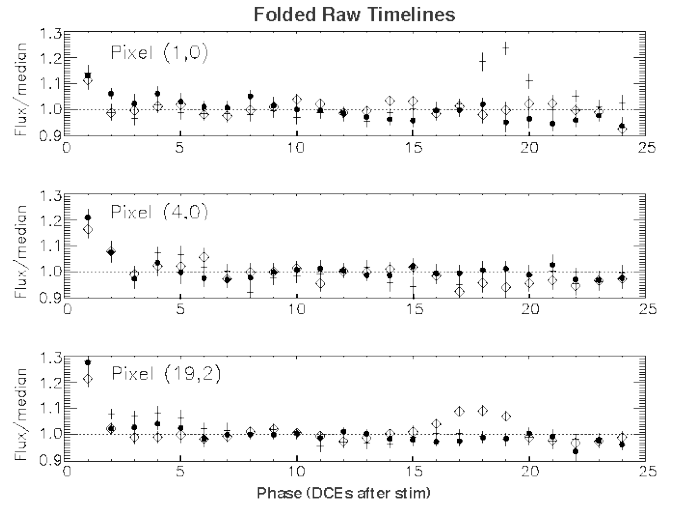 Folded Raw Timelines
Flux/median
1.3
1.2
1.1
1.0
0.9
Pixel (1,0)
0 5 10 15 20 25
Flux/median
1.3
1.2
1.1
1.0
0.9
Pixel (4,0)
0 5 10 15 20 25
Flux/median
1.3
1.2
1.1
1.0
0.9
Pixel (19,2)
0 5 10 15 20 25
Phase (DCEs after stim)